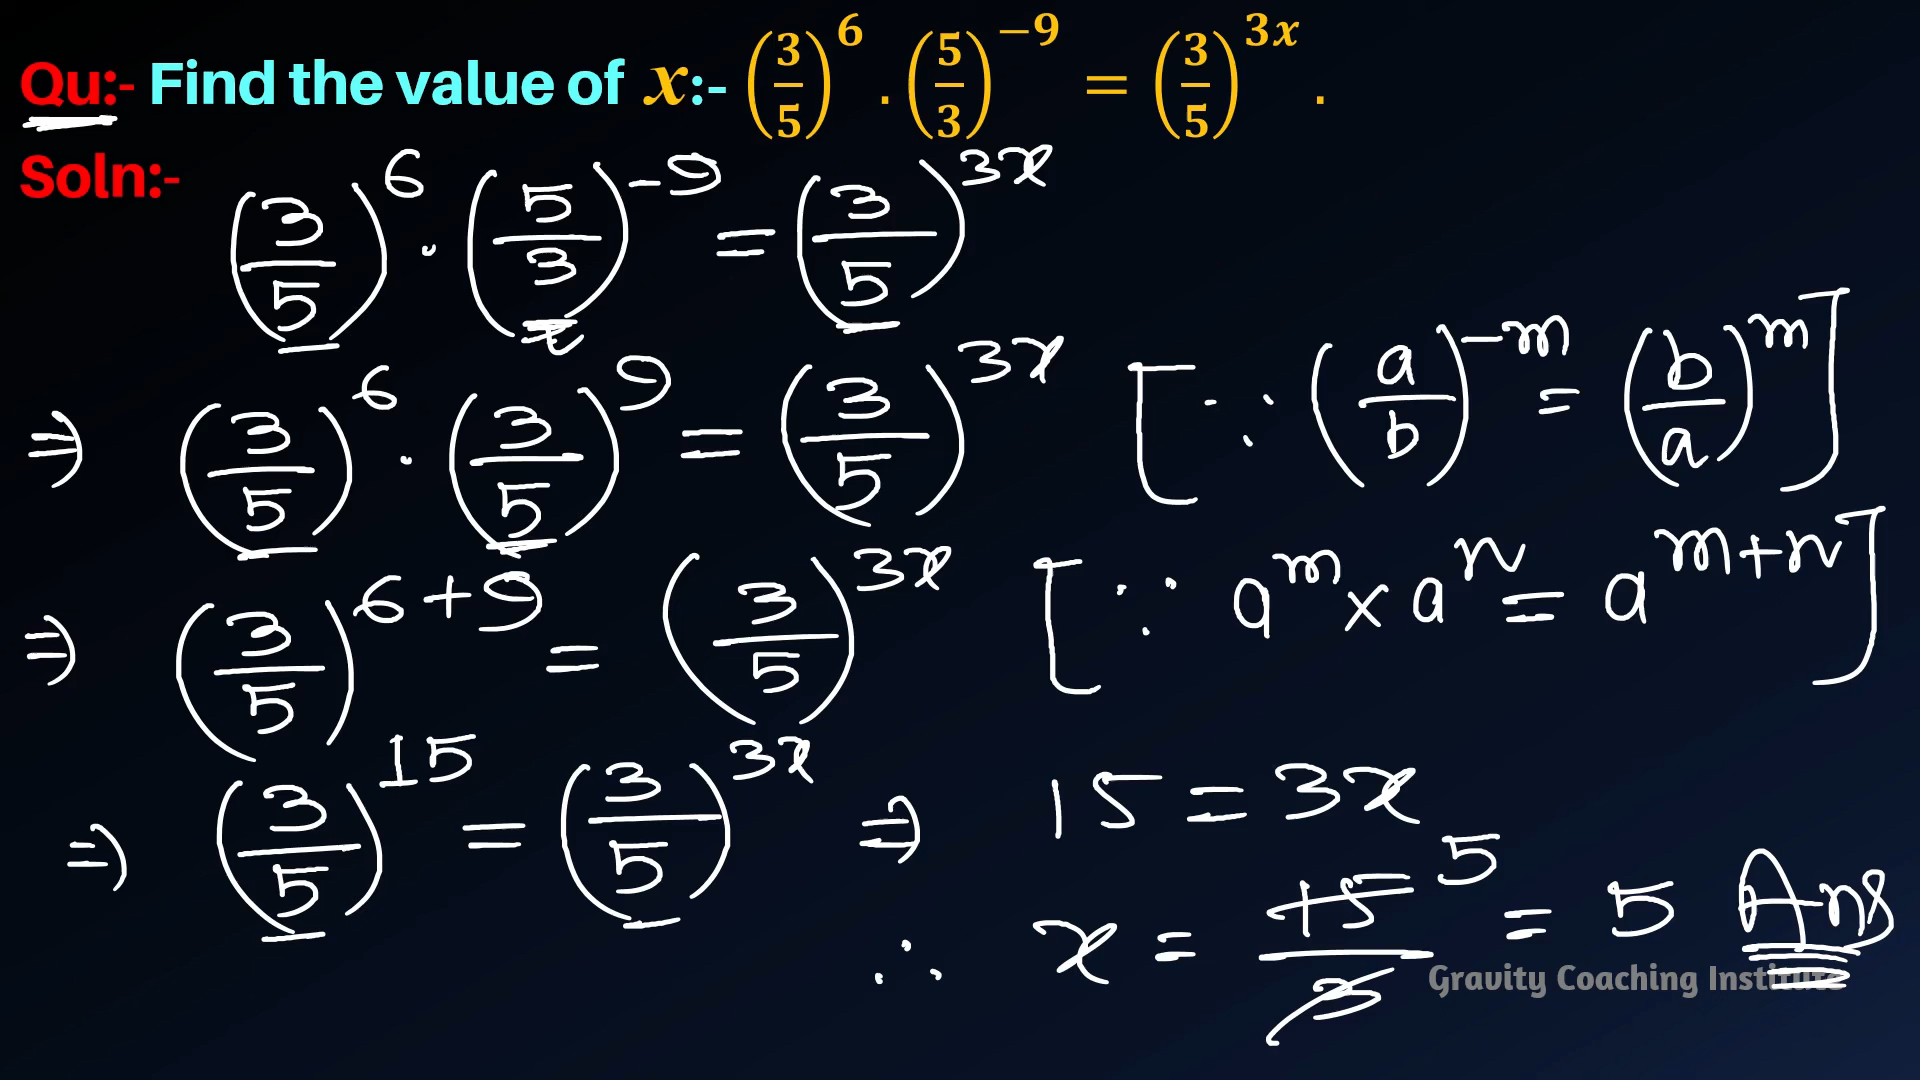 Qu:- Find the value of x:- (3/5)^6 . (5/3)^-9 = (3/5)^3x .
Soln:-
(3/5)^6 · (5/3)^-9 = (3/5)^3x
⇒ (3/5)^6 · (3/5)^9 = (3/5)^3x [∵ (a/b)^-m = (b/a)^m]
⇒ (3/5)^6+9 = (3/5)^3x [∵ a^m × a^n = a^m+n]
⇒ (3/5)^15 = (3/5)^3x ⇒ 15 = 3x
∴ x = 15/3 5 = 5 Ans
Gravity Coaching Institute